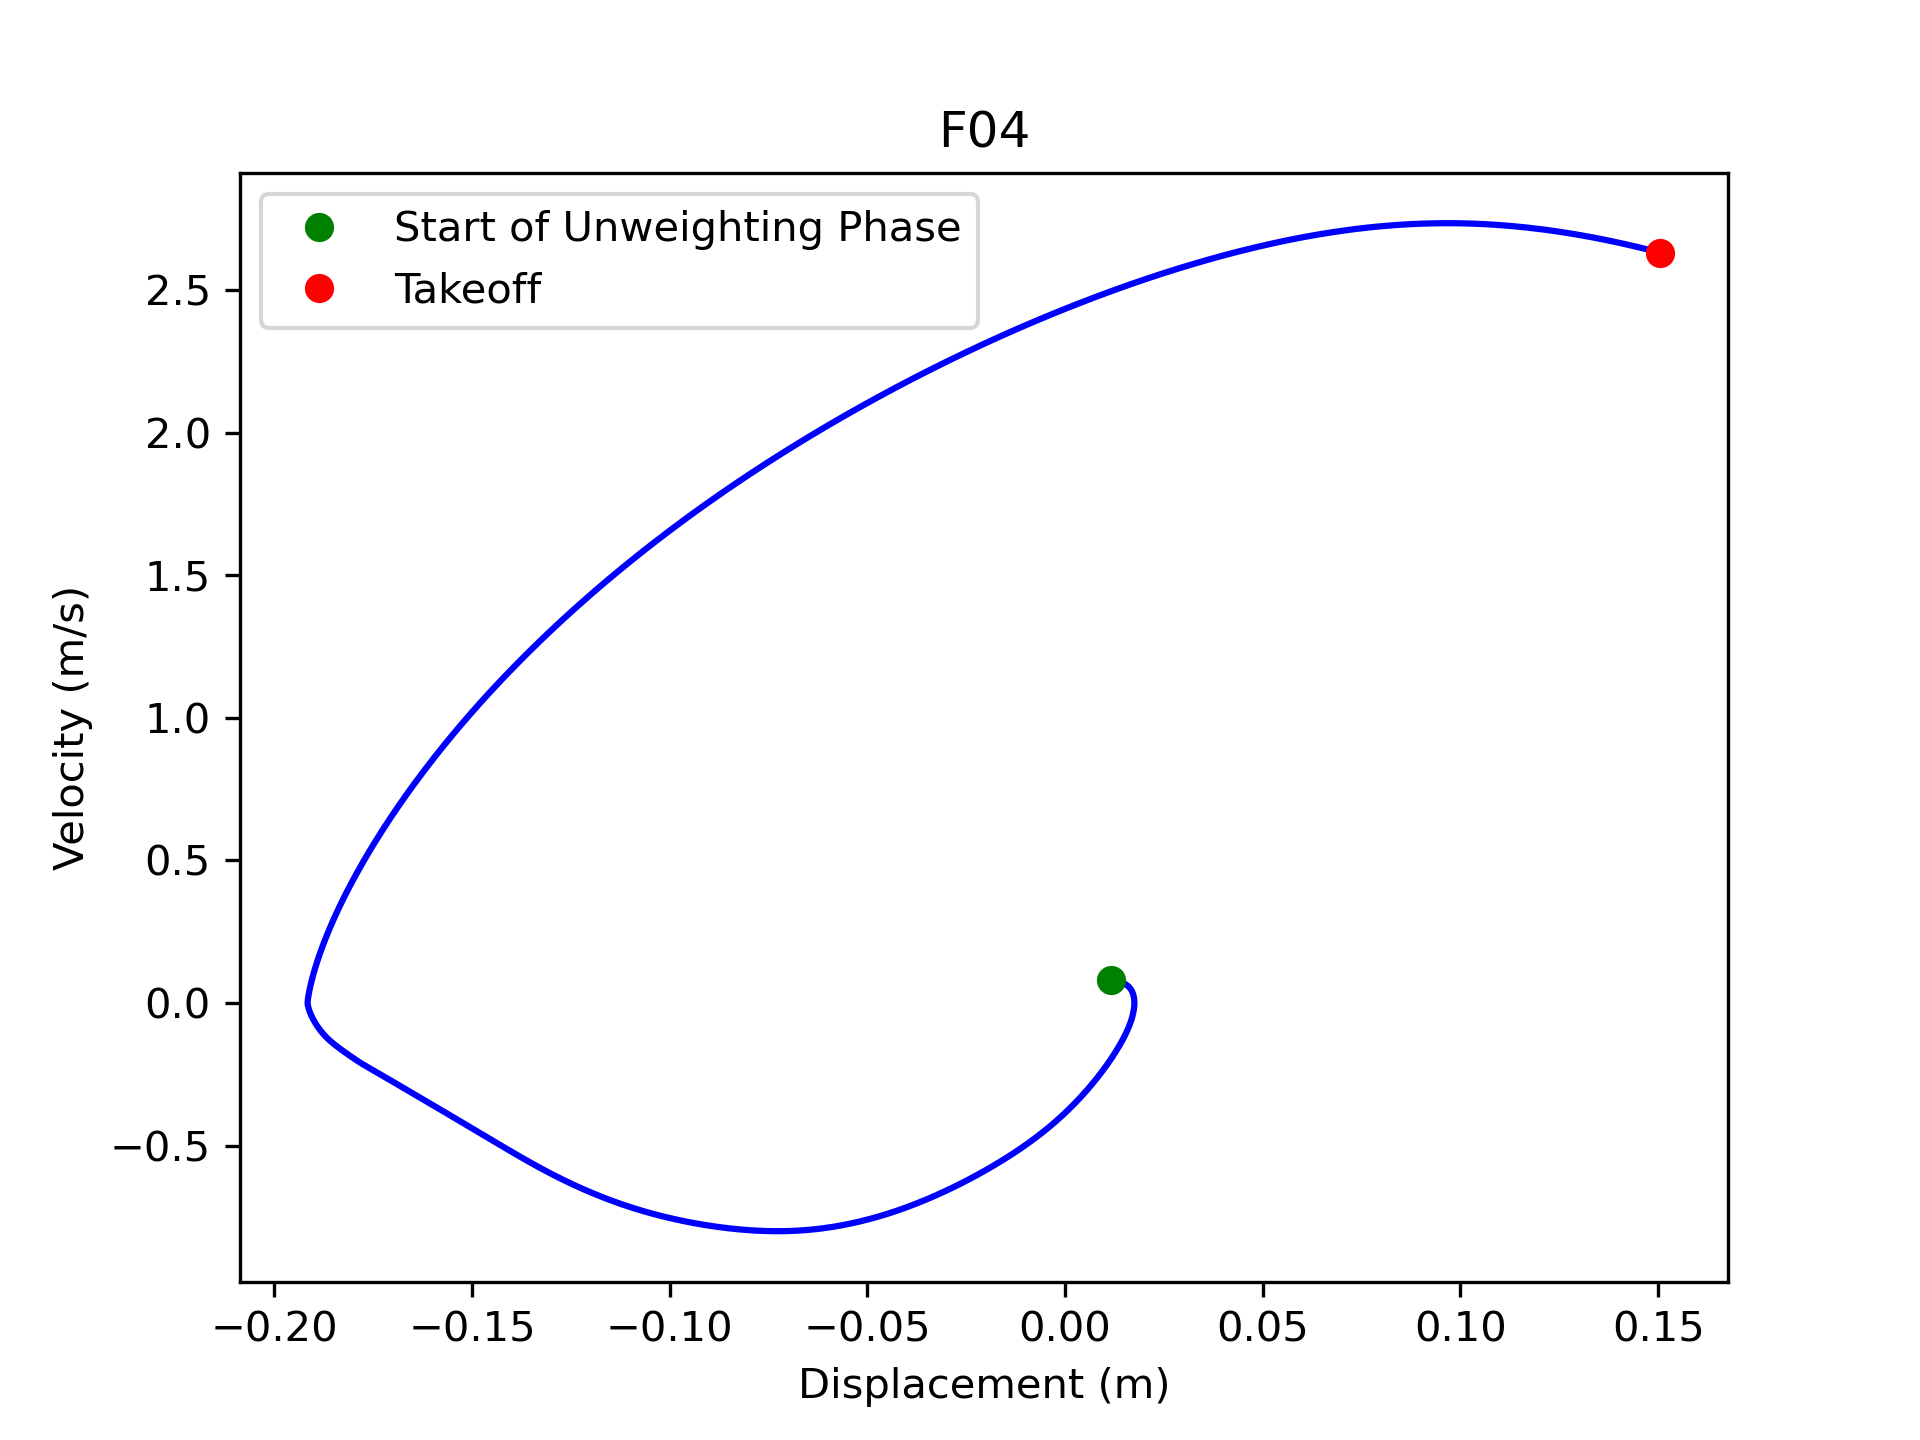 F04
Start of Unweighting Phase
Takeoff
2.5
2.0
1.5
1.0
0.5
0.0
−0.5
Velocity (m/s)
−0.20 −0.15 −0.10 −0.05 0.00 0.05 0.10 0.15
Displacement (m)